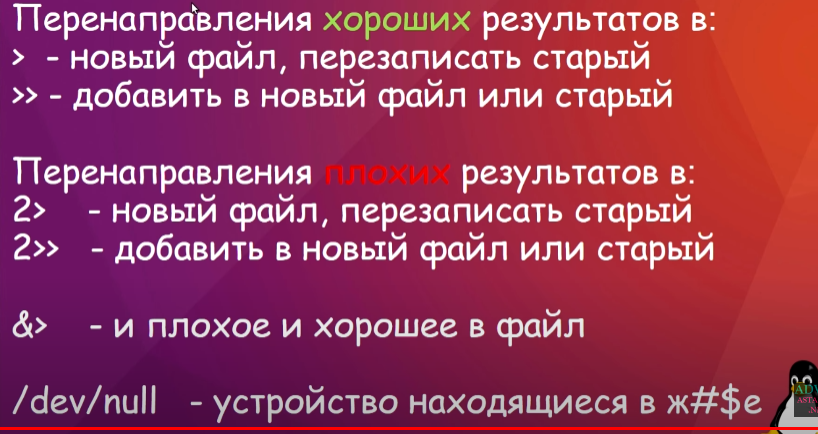 Перенаправления хороших результатов в:
> - новый файл, перезаписать старый
>> - добавить в новый файл или старый
Перенаправления плохих результатов в:
2> - новый файл, перезаписать старый
2>> - добавить в новый файл или старый
&> - и плохое и хорошее в файл
/dev/null - устройство находящиеся в ж#$е